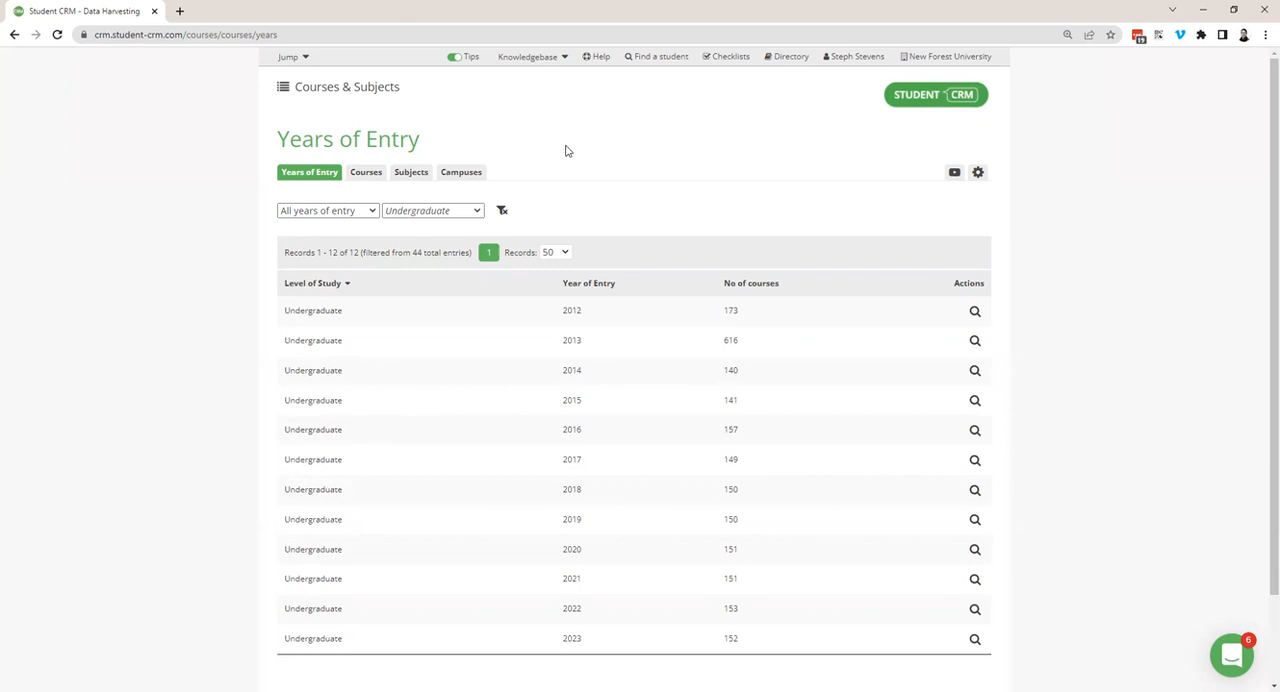 Student CRM - Data Harvesting
crm.student-crm.com/courses/courses/years
19
Jump Tips Knowledgebase Help Find a student Checklists Directory Steph Stevens New Forest University
Courses & Subjects
STUDENT CRM
Years of Entry
Years of Entry Courses Subjects Campuses
All years of entry Undergraduate
Records 1 - 12 of 12 (filtered from 44 total entries) 1 Records: 50
Level of Study Year of Entry No of courses Actions
Undergraduate 2012 173
Undergraduate 2013 616
Undergraduate 2014 140
Undergraduate 2015 141
Undergraduate 2016 157
Undergraduate 2017 149
Undergraduate 2018 150
Undergraduate 2019 150
Undergraduate 2020 151
Undergraduate 2021 151
Undergraduate 2022 153
Undergraduate 2023 152
6